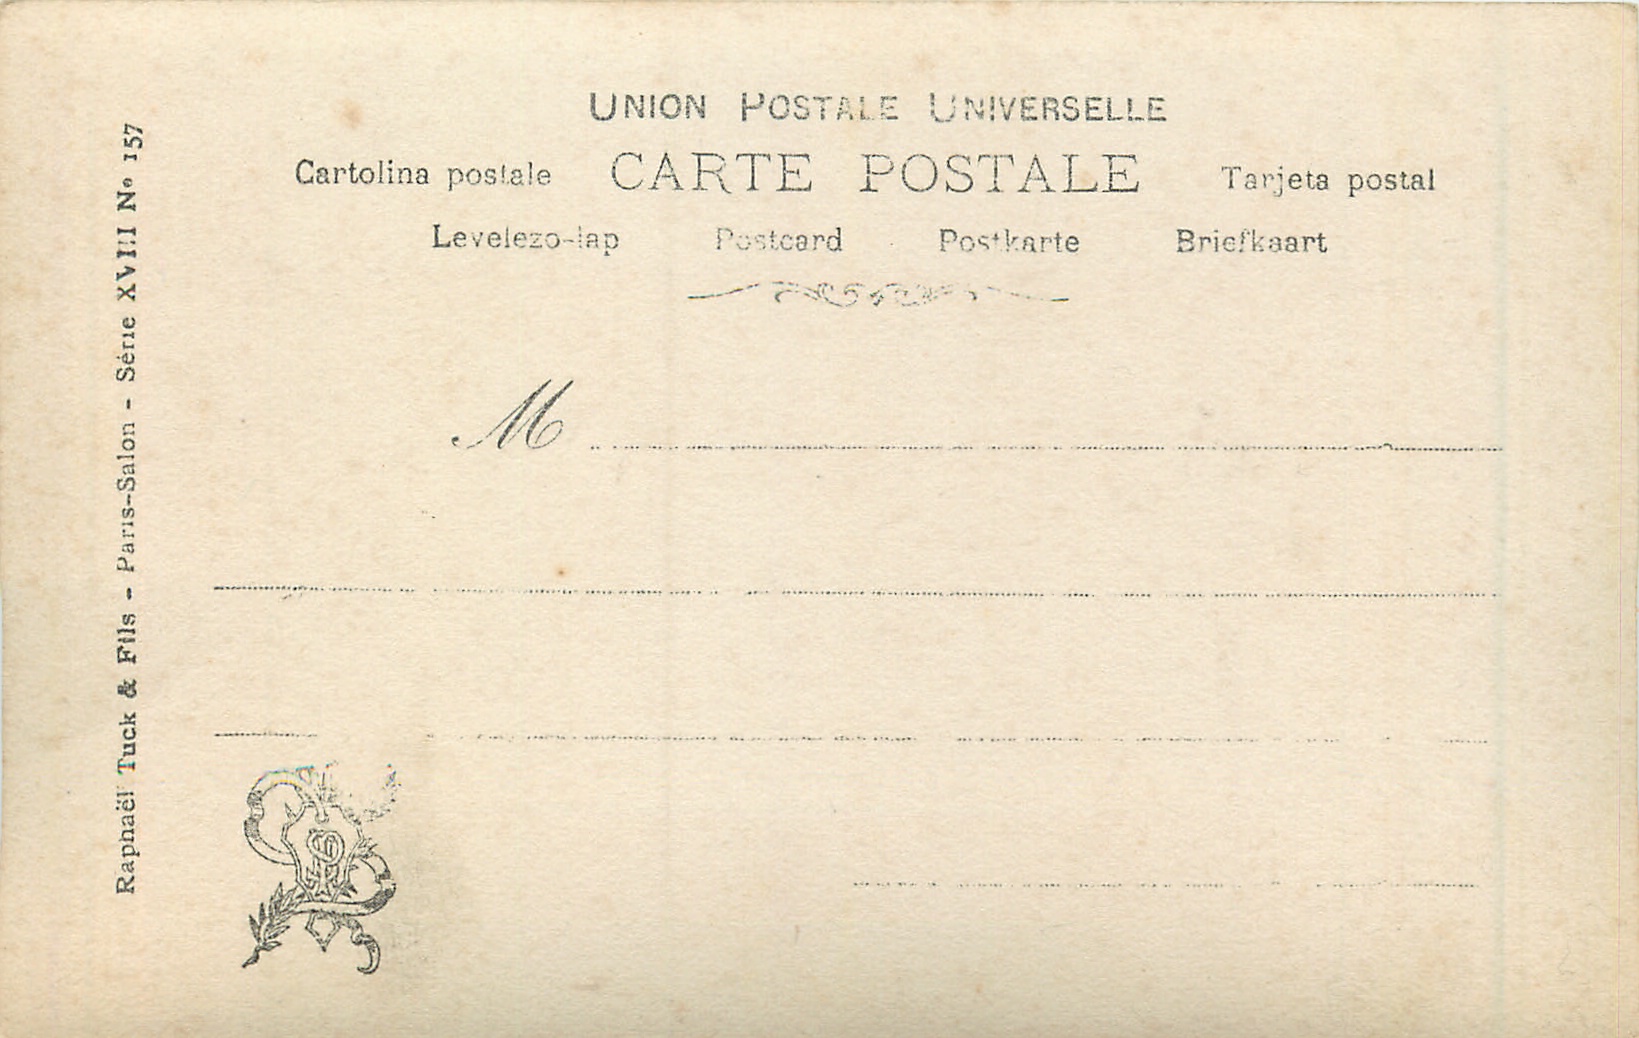 UNION POSTALE UNIVERSELLE
Cartolina postale CARTE POSTALE Tarjeta postal
Levelezo-lap Postcard Postkarte Briefkaart
M
Raphaël Tuck & Fils - Paris-Salon - Série XVIII No 157